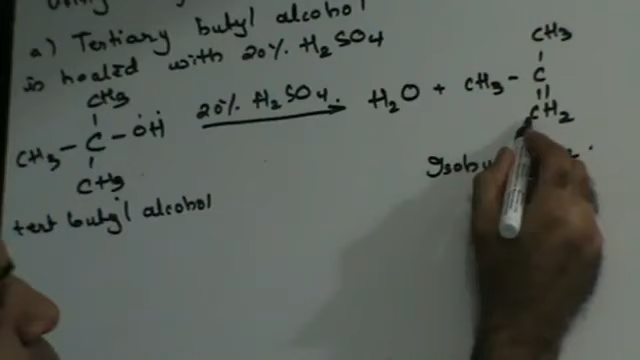 a) Tertiary butyl alcohol
is heated with 20% H2SO4
CH3
CH3 - C - OH
CH3
tert butyl alcohol
20% H2SO4
H2O + CH3 - C
CH3
CH2